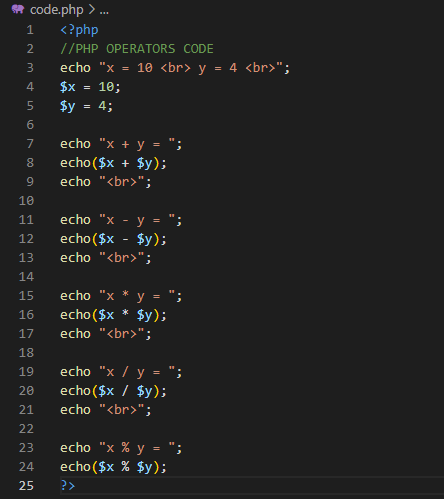 code.php > ...
1 <?php
2 //PHP OPERATORS CODE
3 echo "x = 10 <br> y = 4 <br>";
4 $x = 10;
5 $y = 4;
6
7 echo "x + y = ";
8 echo($x + $y);
9 echo "<br>";
10
11 echo "x - y = ";
12 echo($x - $y);
13 echo "<br>";
14
15 echo "x * y = ";
16 echo($x * $y);
17 echo "<br>";
18
19 echo "x / y = ";
20 echo($x / $y);
21 echo "<br>";
22
23 echo "x % y = ";
24 echo($x % $y);
25 ?>